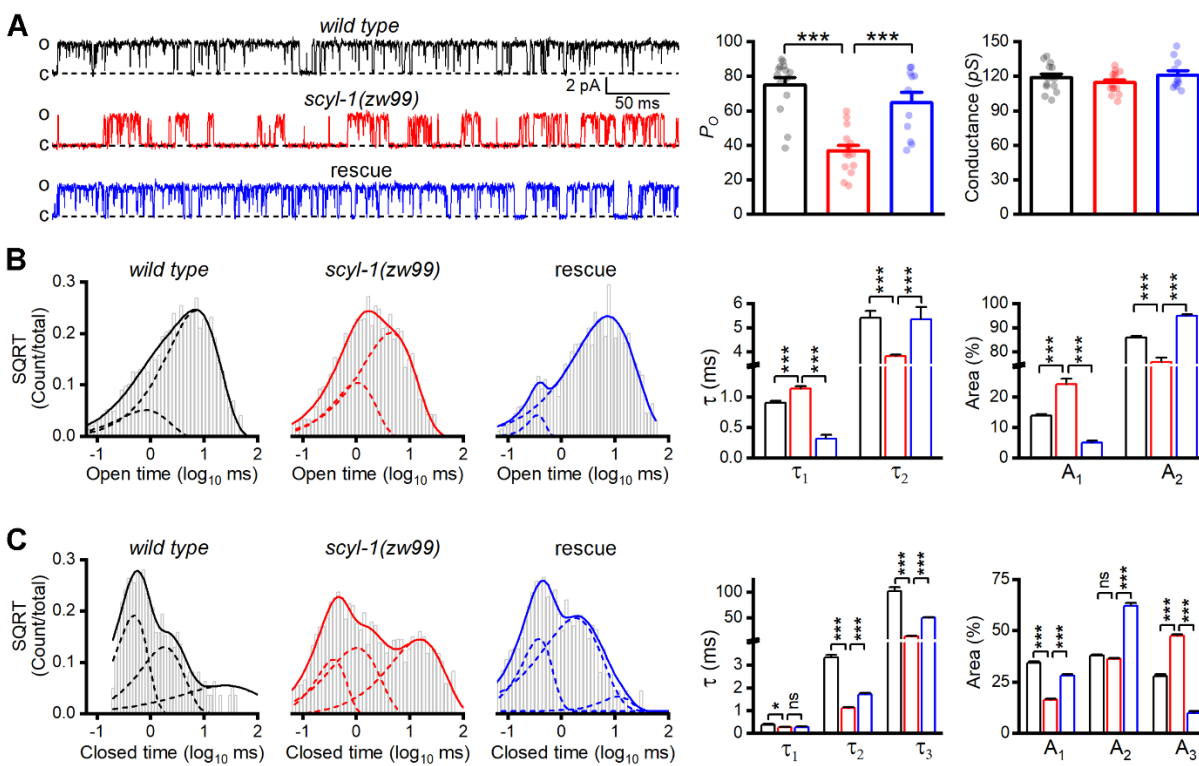 A
wild type
O
C
2 pA
50 ms
scyl-1(zw99)
O
C
rescue
O
C
P_O
100
80
60
40
20
0
*** ***
Conductance (pS)
150
120
90
60
30
0
B
wild type
scyl-1(zw99)
rescue
SQRT
(Count/total)
0.3
0.2
0.1
0.0
-1 0 1 2
Open time (log10 ms)
-1 0 1 2
Open time (log10 ms)
-1 0 1 2
Open time (log10 ms)
τ (ms)
6
5
4
1.0
0.5
0.0
*** ***
*** ***
τ1 τ2
Area (%)
100
90
80
20
10
0
*** ***
*** ***
A1 A2
C
wild type
scyl-1(zw99)
rescue
SQRT
(Count/total)
0.3
0.2
0.1
0.0
-1 0 1 2
Closed time (log10 ms)
-1 0 1 2
Closed time (log10 ms)
-1 0 1 2
Closed time (log10 ms)
τ (ms)
100
50
3
2
1
0
* ns
*** ***
*** ***
τ1 τ2 τ3
Area (%)
75
50
25
0
*** ***
ns ***
*** ***
A1 A2 A3